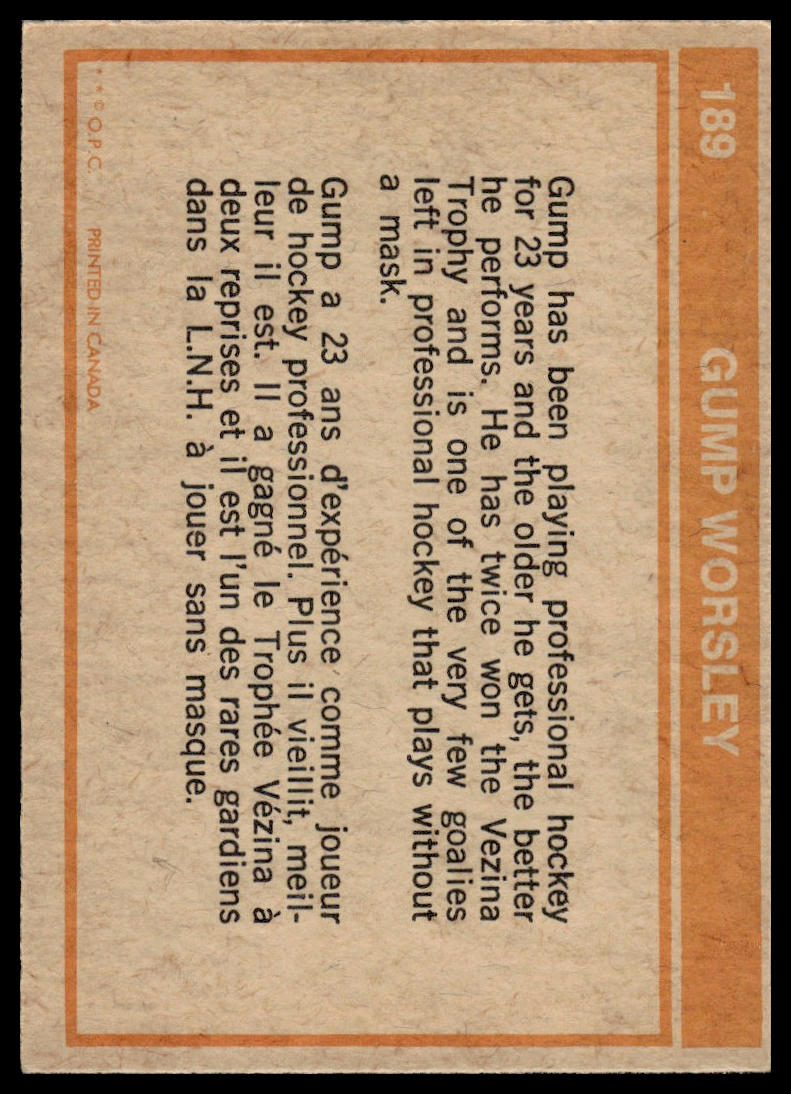 189 GUMP WORSLEY
Gump has been playing professional hockey
for 23 years and the older he gets, the better
he performs. He has twice won the Vezina
Trophy and is one of the very few goalies
left in professional hockey that plays without
a mask.
Gump a 23 ans d'expérience comme joueur
de hockey professionnel. Plus il vieillit, meil-
leur il est. Il a gagné le Trophée Vézina à
deux reprises et il est l'un des rares gardiens
dans la L.N.H. à jouer sans masque.
* * © O.P.C. PRINTED IN CANADA